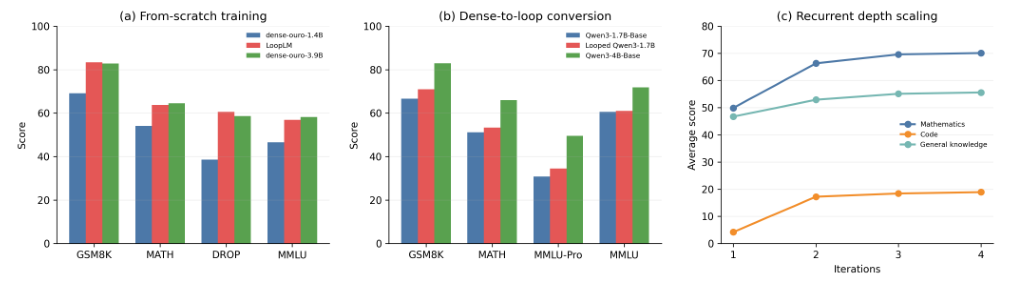 (a) From-scratch training
Score
100
80
60
40
20
0
GSM8K MATH DROP MMLU
dense-ouro-1.4B
LoopLM
dense-ouro-3.9B
(b) Dense-to-loop conversion
Score
100
80
60
40
20
0
GSM8K MATH MMLU-Pro MMLU
Qwen3-1.7B-Base
Looped Qwen3-1.7B
Qwen3-4B-Base
(c) Recurrent depth scaling
Average score
80
70
60
50
40
30
20
10
0
1 2 3 4
Iterations
Mathematics
Code
General knowledge